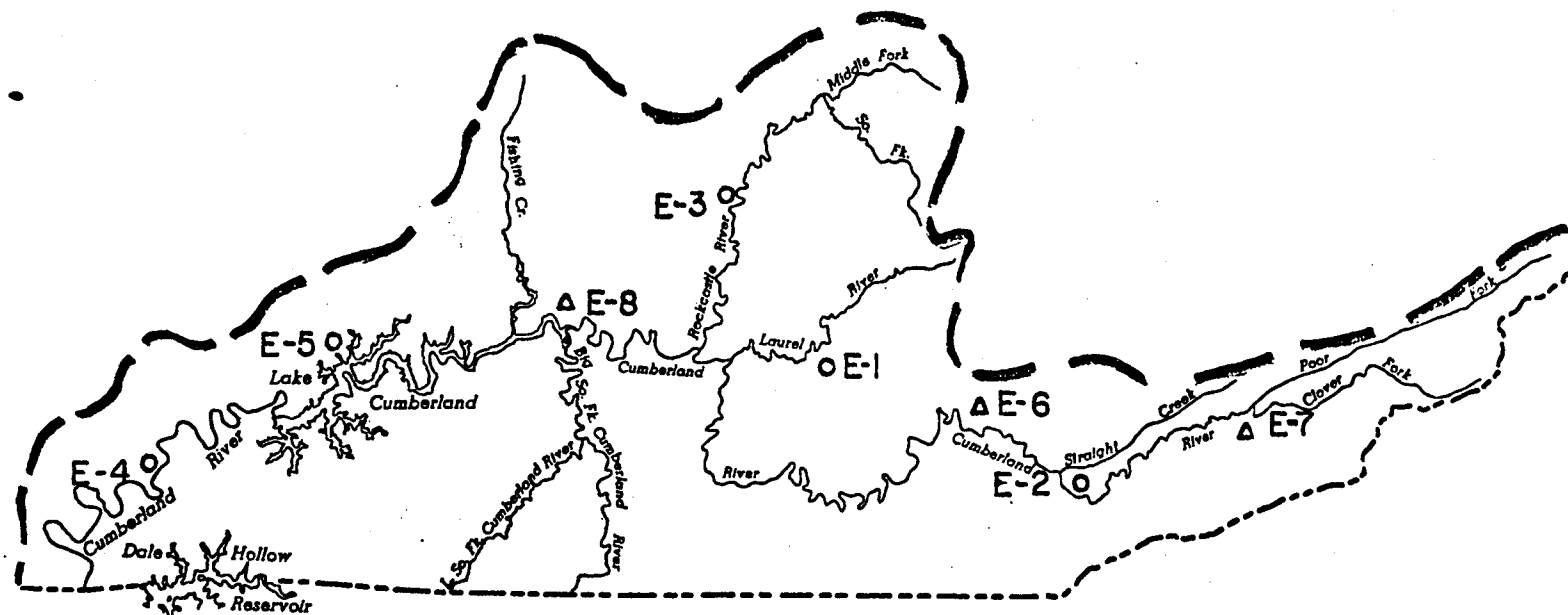 Middle Fork
So. Fk.
Fishing Cr.
E-3
Rockcastle River
River
Laurel
E-1
E-8
E-5
Lake
Cumberland
Cumberland
Big So. Fk. Cumberland River
River
E-4
Cumberland
So. Fk. Cumberland River
Dale Hollow
Reservoir
River
E-6
Cumberland
E-2
Straight Creek
River
E-7
Poor Fork
Clover Fork